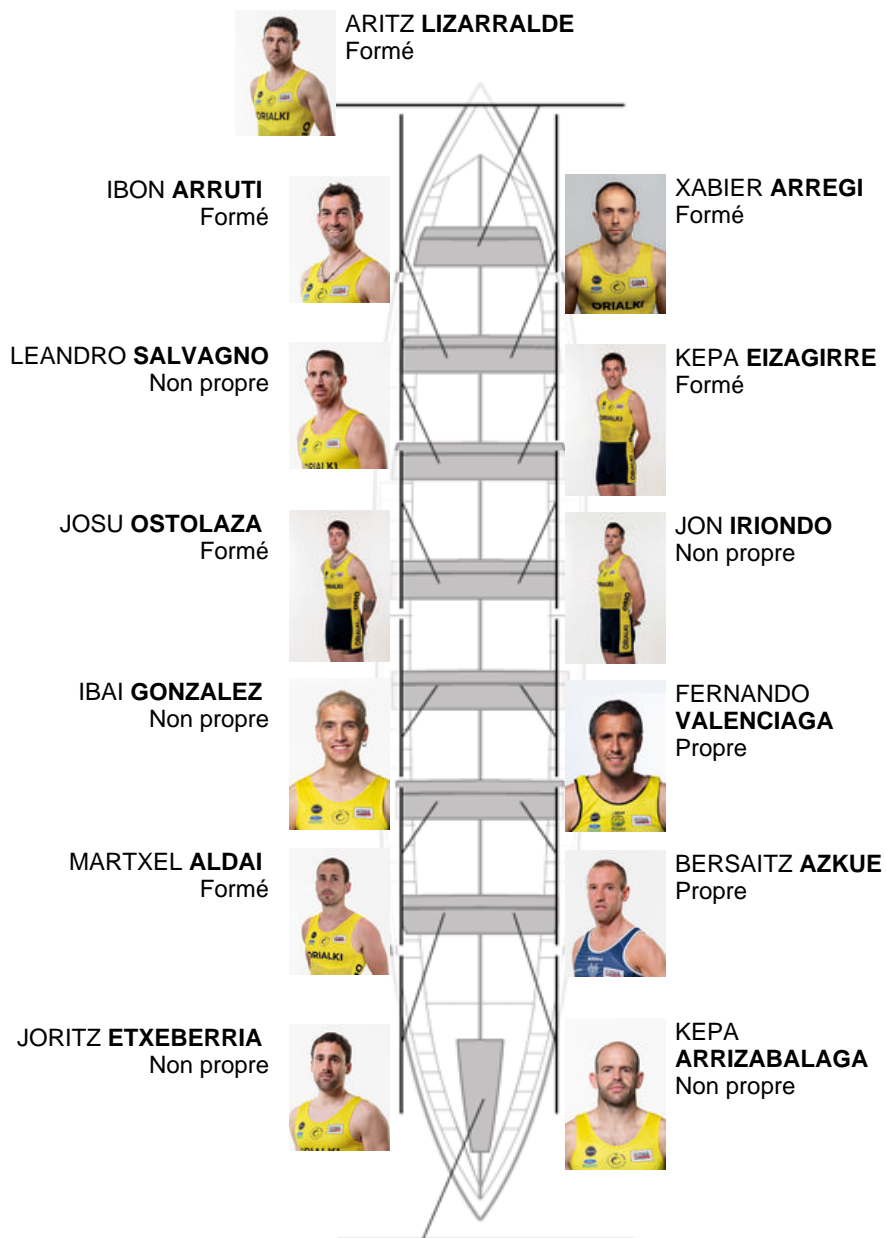 ARITZ LIZARRALDE
Formé
IBON ARRUTI
Formé
XABIER ARREGI
Formé
LEANDRO SALVAGNO
Non propre
KEPA EIZAGIRRE
Formé
JOSU OSTOLAZA
Formé
JON IRIONDO
Non propre
IBAI GONZALEZ
Non propre
FERNANDO
VALENCIAGA
Propre
MARTXEL ALDAI
Formé
BERSAITZ AZKUE
Propre
JORITZ ETXEBERRIA
Non propre
KEPA
ARRIZABALAGA
Non propre